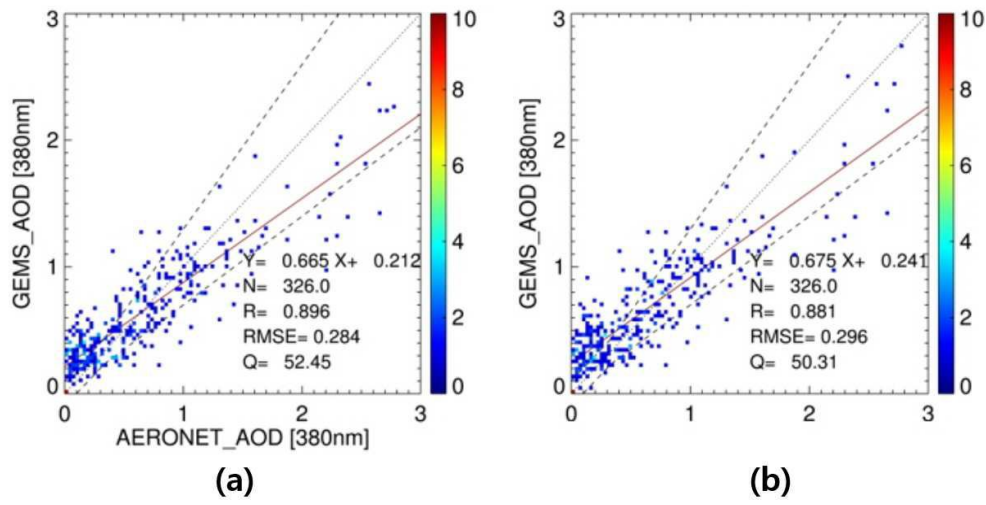 3
2
1
0
GEMS_AOD [380nm]
Y= 0.665 X+ 0.212
N= 326.0
R= 0.896
RMSE= 0.284
Q= 52.45
0 1 2 3
AERONET_AOD [380nm]
10
8
6
4
2
0
(a)
3
2
1
0
GEMS_AOD [380nm]
Y= 0.675 X+ 0.241
N= 326.0
R= 0.881
RMSE= 0.296
Q= 50.31
0 1 2 3
10
8
6
4
2
0
(b)